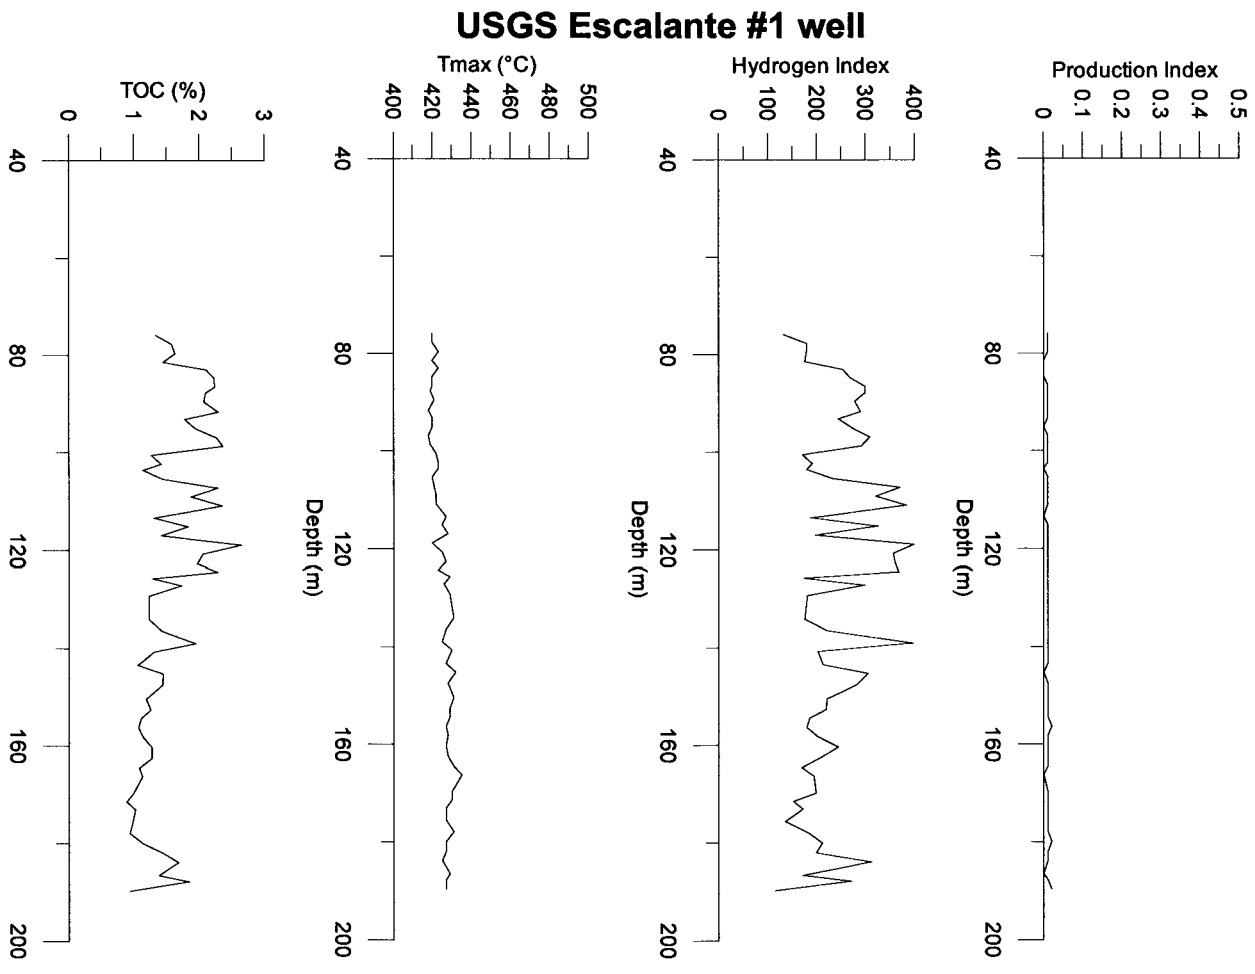 USGS Escalante #1 well
TOC (%)
0 1 2 3
40
80
120
160
200
Depth (m)
Tmax (°C)
400 420 440 460 480 500
40
80
120
160
200
Depth (m)
Hydrogen Index
0 100 200 300 400
40
80
120
160
200
Depth (m)
Production Index
0 0.1 0.2 0.3 0.4 0.5
40
80
120
160
200